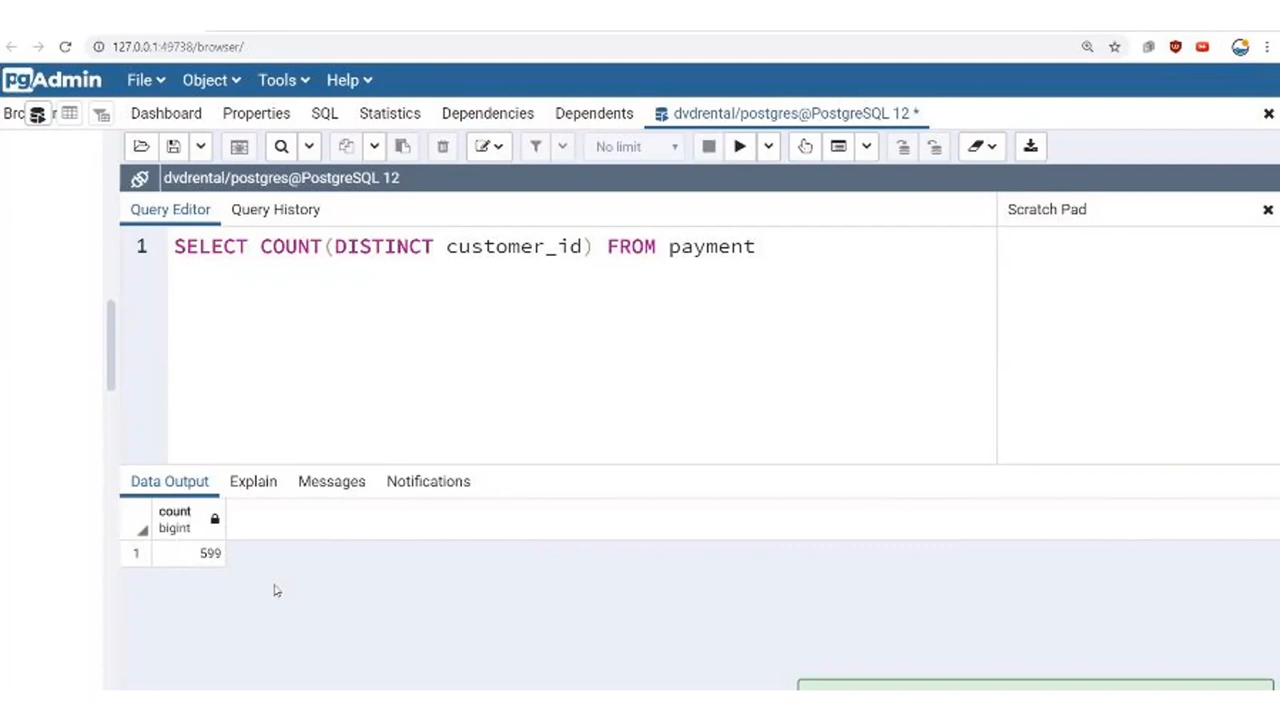 127.0.0.1:49738/browser/
pgAdmin File Object Tools Help
Dashboard Properties SQL Statistics Dependencies Dependents dvdrental/postgres@PostgreSQL 12 *
No limit
dvdrental/postgres@PostgreSQL 12
Query Editor Query History Scratch Pad
1 SELECT COUNT(DISTINCT customer_id) FROM payment
Data Output Explain Messages Notifications
count
bigint
1 599